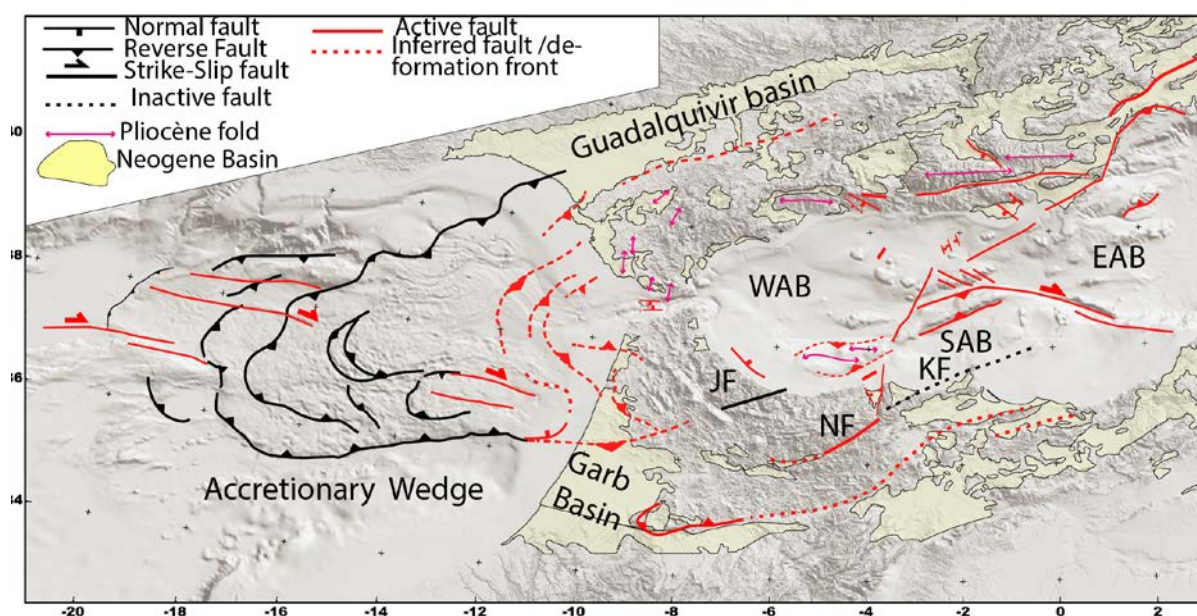 Normal fault
Reverse Fault
Strike-Slip fault
Inactive fault
Active fault
Inferred fault /de-
formation front
Pliocène fold
Neogene Basin
Guadalquivir basin
WAB
EAB
SAB
KF
JF
NF
Garb
Basin
Accretionary Wedge
-20 -18 -16 -14 -12 -10 -8 -6 -4 -2